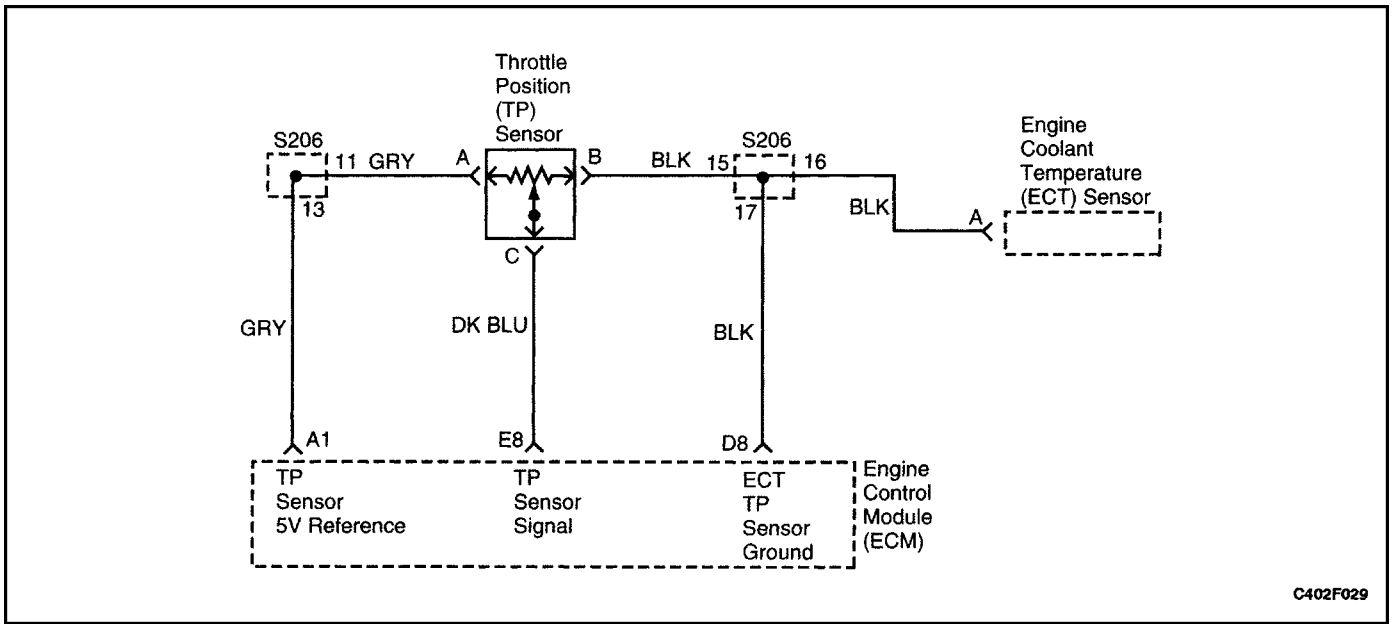 Throttle
Position
(TP)
Sensor
S206
11 GRY
A
B
BLK
15
S206
16
13
17
C
BLK
A
Engine
Coolant
Temperature
(ECT) Sensor
GRY
DK BLU
BLK
A1
E8
D8
TP
Sensor
5V Reference
TP
Sensor
Signal
ECT
TP
Sensor
Ground
Engine
Control
Module
(ECM)
C402F029